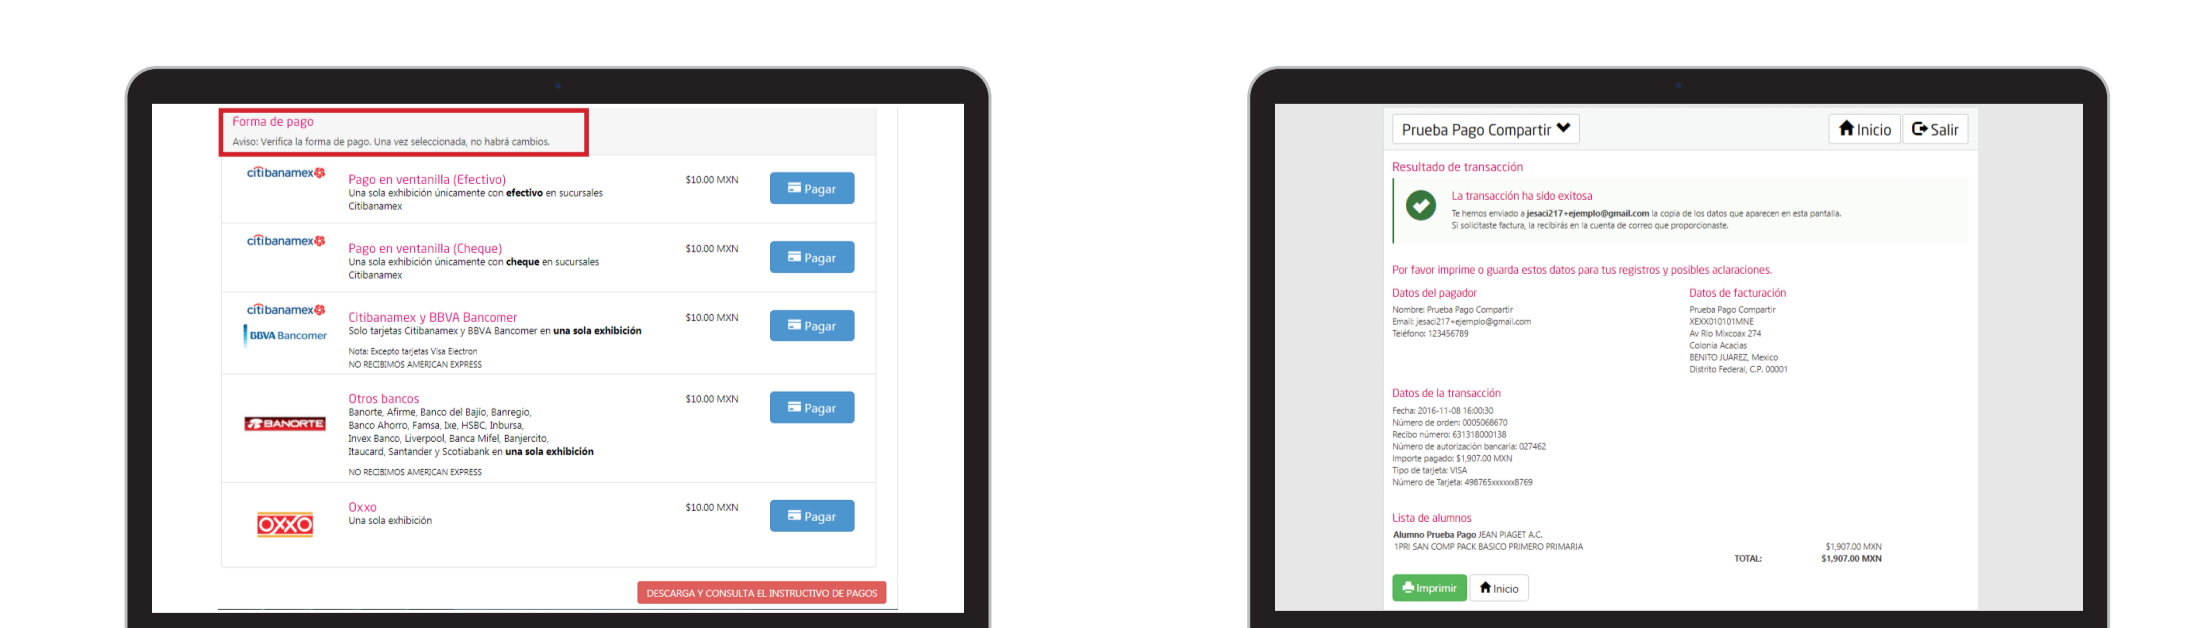 Forma de pago
Aviso: Verifica la forma de pago. Una vez seleccionada, no habrá cambios.
citibanamex
Pago en ventanilla (Efectivo)
$10.00 MXN
Pagar
Una sola exhibición únicamente con efectivo en sucursales
Citibanamex
citibanamex
Pago en ventanilla (Cheque)
$10.00 MXN
Pagar
Una sola exhibición únicamente con cheque en sucursales
Citibanamex
citibanamex
BBVA Bancomer
Citibanamex y BBVA Bancomer
$10.00 MXN
Pagar
Solo tarjetas Citibanamex y BBVA Bancomer en una sola exhibición
Nota: Excepto tarjetas Visa Electron
NO RECIBIMOS AMERICAN EXPRESS
BANORTE
Otros bancos
$10.00 MXN
Pagar
Banorte, Afirme, Banco del Bajío, Banregio,
Banco Ahorro, Famsa, Ixe, HSBC, Inbursa,
Invex Banco, Liverpool, Banca Mifel, Banjercito,
Itaucard, Santander y Scotiabank en una sola exhibición
NO RECIBIMOS AMERICAN EXPRESS
OXXO
Oxxo
$10.00 MXN
Pagar
Una sola exhibición
DESCARGA Y CONSULTA EL INSTRUCTIVO DE PAGOS
Prueba Pago Compartir
Inicio
Salir
Resultado de transacción
La transacción ha sido exitosa
Te hemos enviado a jesaci217+ejemplo@gmail.com la copia de los datos que aparecen en esta pantalla.
Si solicitaste factura, la recibirás en la cuenta de correo que proporcionaste.
Por favor imprime o guarda estos datos para tus registros y posibles aclaraciones.
Datos del pagador
Nombre: Prueba Pago Compartir
Email: jesaci217+ejemplo@gmail.com
Teléfono: 123456789
Datos de facturación
Prueba Pago Compartir
XEXX010101MNE
Av Rio Mixcoax 274
Colonia Acacias
BENITO JUAREZ, Mexico
Distrito Federal, C.P. 00001
Datos de la transacción
Fecha: 2016-11-08 16:00:30
Número de orden: 0005068670
Recibo número: 631318000138
Número de autorización bancaria: 027462
Importe pagado: $1,907.00 MXN
Tipo de tarjeta: VISA
Número de Tarjeta: 498765xxxxxx8769
Lista de alumnos
Alumno Prueba Pago JEAN PIAGET A.C.
1PRI SAN COMP PACK BASICO PRIMERO PRIMARIA
$1,907.00 MXN
TOTAL:
$1,907.00 MXN
Imprimir
Inicio